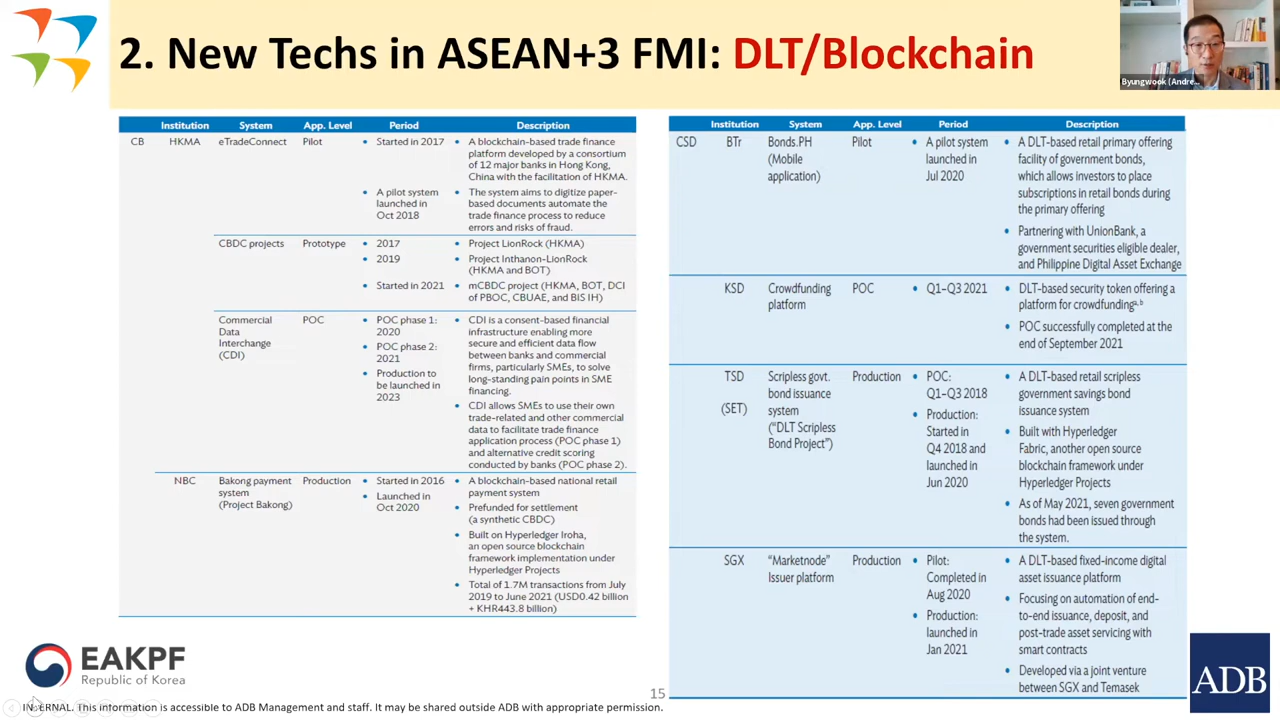 2. New Techs in ASEAN+3 FMI: DLT/Blockchain
Byungwook (Andre...
Institution System App. Level Period Description
CB HKMA eTradeConnect Pilot • Started in 2017 • A blockchain-based trade finance
platform developed by a consortium
of 12 major banks in Hong Kong,
China with the facilitation of HKMA.
• A pilot system • The system aims to digitize paper-
launched in based documents automate the
Oct 2018 trade finance process to reduce
errors and risks of fraud.
CBDC projects Prototype • 2017 • Project LionRock (HKMA)
• 2019 • Project Inthanon-LionRock
(HKMA and BOT)
• Started in 2021 • mCBDC project (HKMA, BOT, DCI
of PBOC, CBUAE, and BIS IH)
Commercial POC • POC phase 1: • CDI is a consent-based financial
Data 2020 infrastructure enabling more
Interchange • POC phase 2: secure and efficient data flow
(CDI) 2021 between banks and commercial
• Production to firms, particularly SMEs, to solve
be launched in long-standing pain points in SME
2023 financing.
• CDI allows SMEs to use their own
trade-related and other commercial
data to facilitate trade finance
application process (POC phase 1)
and alternative credit scoring
conducted by banks (POC phase 2).
NBC Bakong payment Production • Started in 2016 • A blockchain-based national retail
system • Launched in payment system
(Project Bakong) Oct 2020 • Prefunded for settlement
(a synthetic CBDC)
• Built on Hyperledger Iroha,
an open source blockchain
framework implementation under
Hyperledger Projects
• Total of 1.7M transactions from July
2019 to June 2021 (USD0.42 billion
+ KHR443.8 billion)
Institution System App. Level Period Description
CSD BTr Bonds.PH Pilot • A pilot system • A DLT-based retail primary offering
(Mobile launched in facility of government bonds,
application) Jul 2020 which allows investors to place
subscriptions in retail bonds during
the primary offering
• Partnering with UnionBank, a
government securities eligible dealer,
and Philippine Digital Asset Exchange
KSD Crowdfunding POC • Q1–Q3 2021 • DLT-based security token offering a
platform platform for crowdfunding a, b
• POC successfully completed at the
end of September 2021
TSD Scripless govt. Production • POC: • A DLT-based retail scripless
bond issuance Q1–Q3 2018 government savings bond
(SET) system • Production: issuance system
("DLT Scripless Started in • Built with Hyperledger
Bond Project") Q4 2018 and Fabric, another open source
launched in blockchain framework under
Jun 2020 Hyperledger Projects
• As of May 2021, seven government
bonds had been issued through
the system.
SGX "Marketnode" Production • Pilot: • A DLT-based fixed-income digital
Issuer platform Completed in asset issuance platform
Aug 2020 • Focusing on automation of end-
• Production: to-end issuance, deposit, and
launched in post-trade asset servicing with
Jan 2021 smart contracts
• Developed via a joint venture
between SGX and Temasek
EAKPF
Republic of Korea
15
ADB
INTERNAL. This information is accessible to ADB Management and staff. It may be shared outside ADB with appropriate permission.